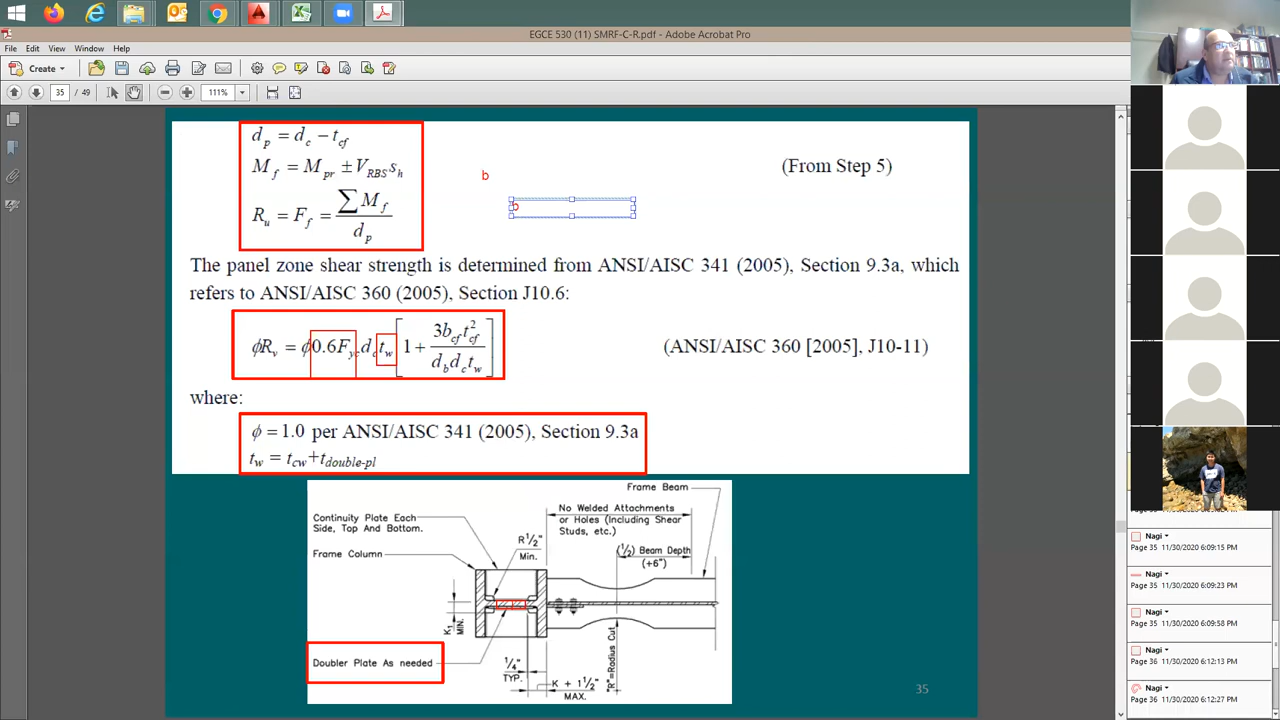 EGCE 530 (11) SMRF-C-R.pdf - Adobe Acrobat Pro
File Edit View Window Help
Create
35 / 49 111%
d_p = d_c − t_cf
M_f = M_pr ± V_RBS s_h
(From Step 5)
R_u = F_f = ∑M_f / d_p
b
b
The panel zone shear strength is determined from ANSI/AISC 341 (2005), Section 9.3a, which
refers to ANSI/AISC 360 (2005), Section J10.6:
ϕR_v = ϕ0.6F_yc d_c t_w [1 + 3b_cf t_cf^2 / d_b d_c t_w]
(ANSI/AISC 360 [2005], J10-11)
where:
ϕ = 1.0 per ANSI/AISC 341 (2005), Section 9.3a
t_w = t_cw + t_double-pl
Frame Beam
Continuity Plate Each
Side, Top And Bottom.
Frame Column
R½"
Min.
No Welded Attachments
or Holes (Including Shear
Studs, etc.)
(½) Beam Depth
(+6")
K1
MIN.
Doubler Plate As needed
¼"
TYP.
K + 1½"
MAX.
"R"=Radius Cut
35
Nagi
Page 35 11/30/2020 6:09:15 PM
Nagi
Page 35 11/30/2020 6:09:23 PM
Nagi
Page 35 11/30/2020 6:09:58 PM
Nagi
Page 36 11/30/2020 6:12:13 PM
Nagi
Page 36 11/30/2020 6:12:27 PM